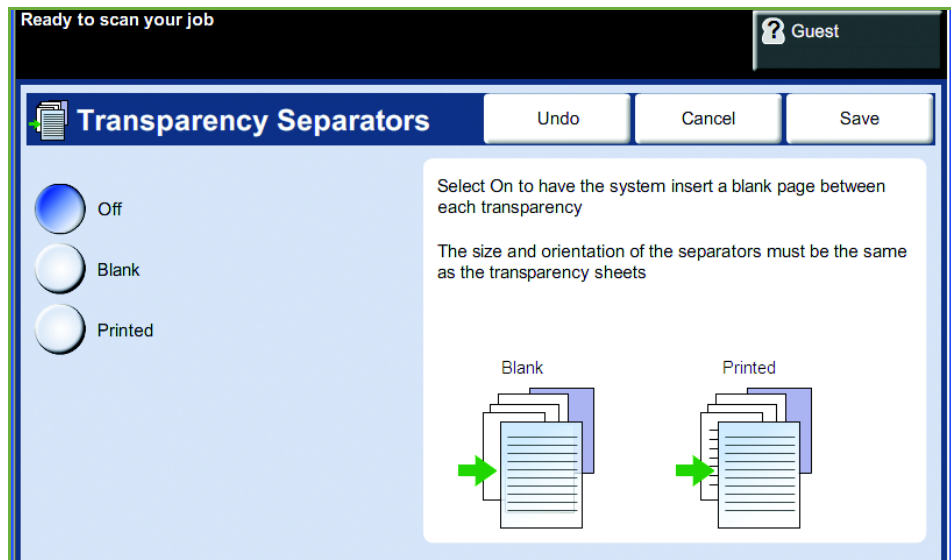 Ready to scan your job
Guest
Transparency Separators
Undo
Cancel
Save
Off
Blank
Printed
Select On to have the system insert a blank page between
each transparency
The size and orientation of the separators must be the same
as the transparency sheets
Blank
Printed